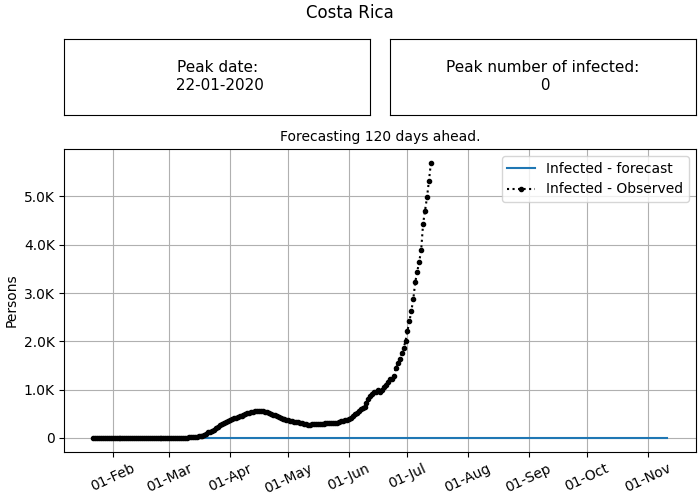 Costa Rica
Peak date:
22-01-2020
Peak number of infected:
0
Forecasting 120 days ahead.
Infected - forecast
Infected - Observed
Persons
5.0K
4.0K
3.0K
2.0K
1.0K
0
01-Feb
01-Mar
01-Apr
01-May
01-Jun
01-Jul
01-Aug
01-Sep
01-Oct
01-Nov